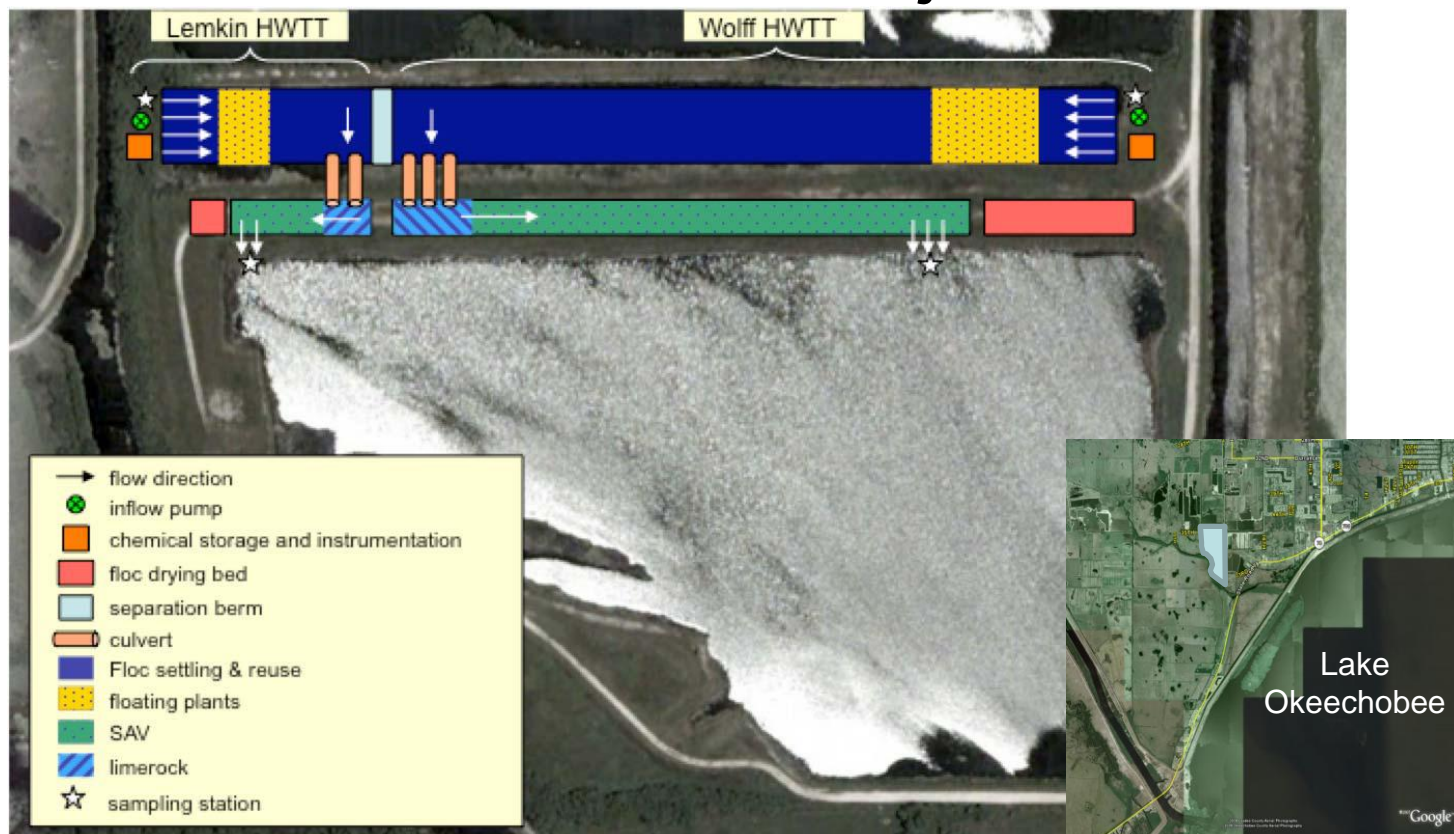 Lemkin HWTT
Wolff HWTT
flow direction
inflow pump
chemical storage and instrumentation
floc drying bed
separation berm
culvert
Floc settling & reuse
floating plants
SAV
limerock
sampling station
Lake
Okeechobee
Google